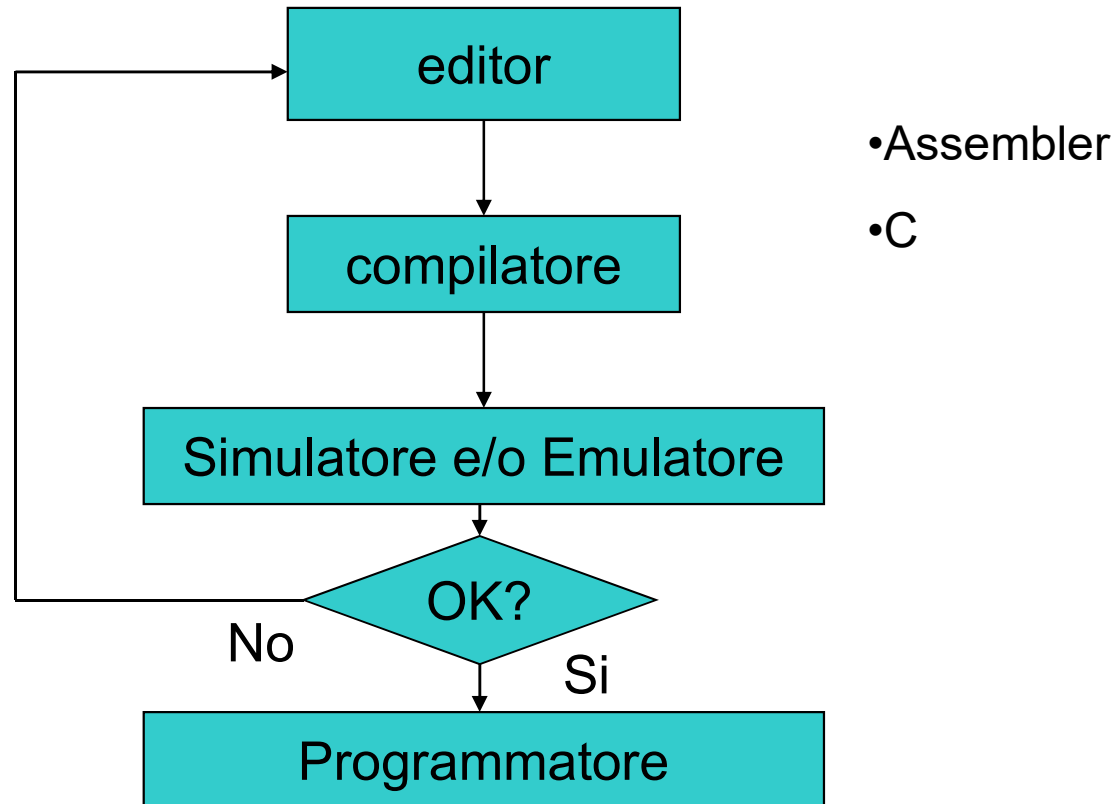 editor
•Assembler
•C
compilatore
Simulatore e/o Emulatore
OK?
No
Si
Programmatore